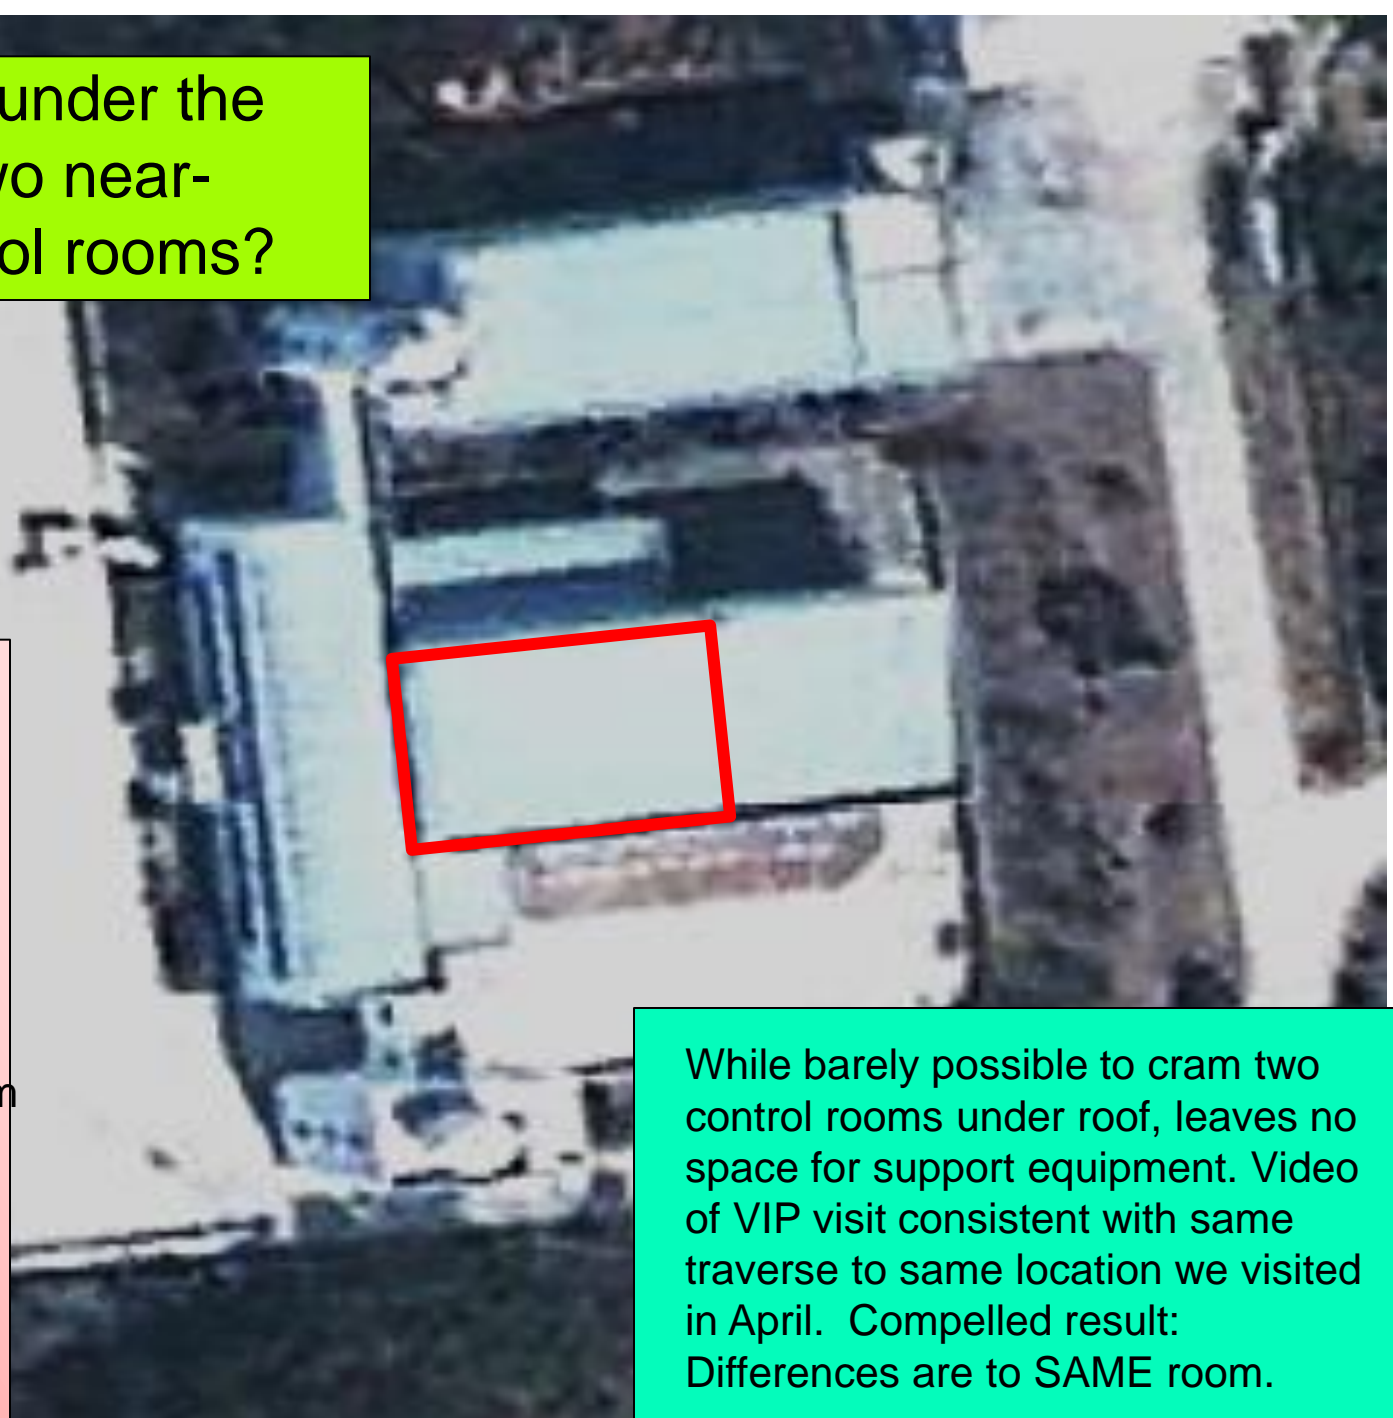 under the
wo near-
ol rooms?
m
While barely possible to cram two
control rooms under roof, leaves no
space for support equipment. Video
of VIP visit consistent with same
traverse to same location we visited
in April.  Compelled result:
Differences are to SAME room.